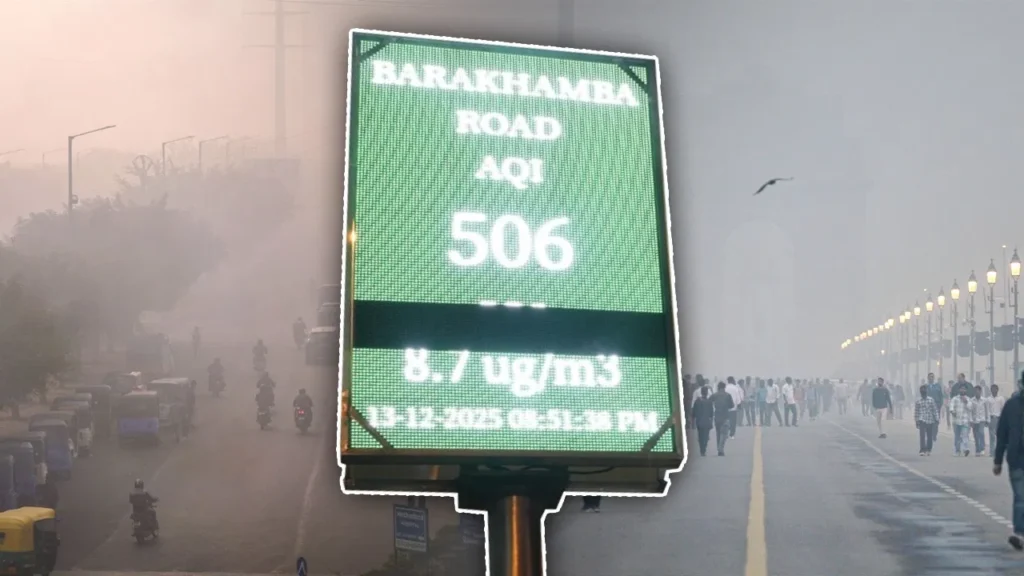 BARAKHAMBA
ROAD
AQI
506
8.7 ug/m3
13-12-2025 08:51:38 PM